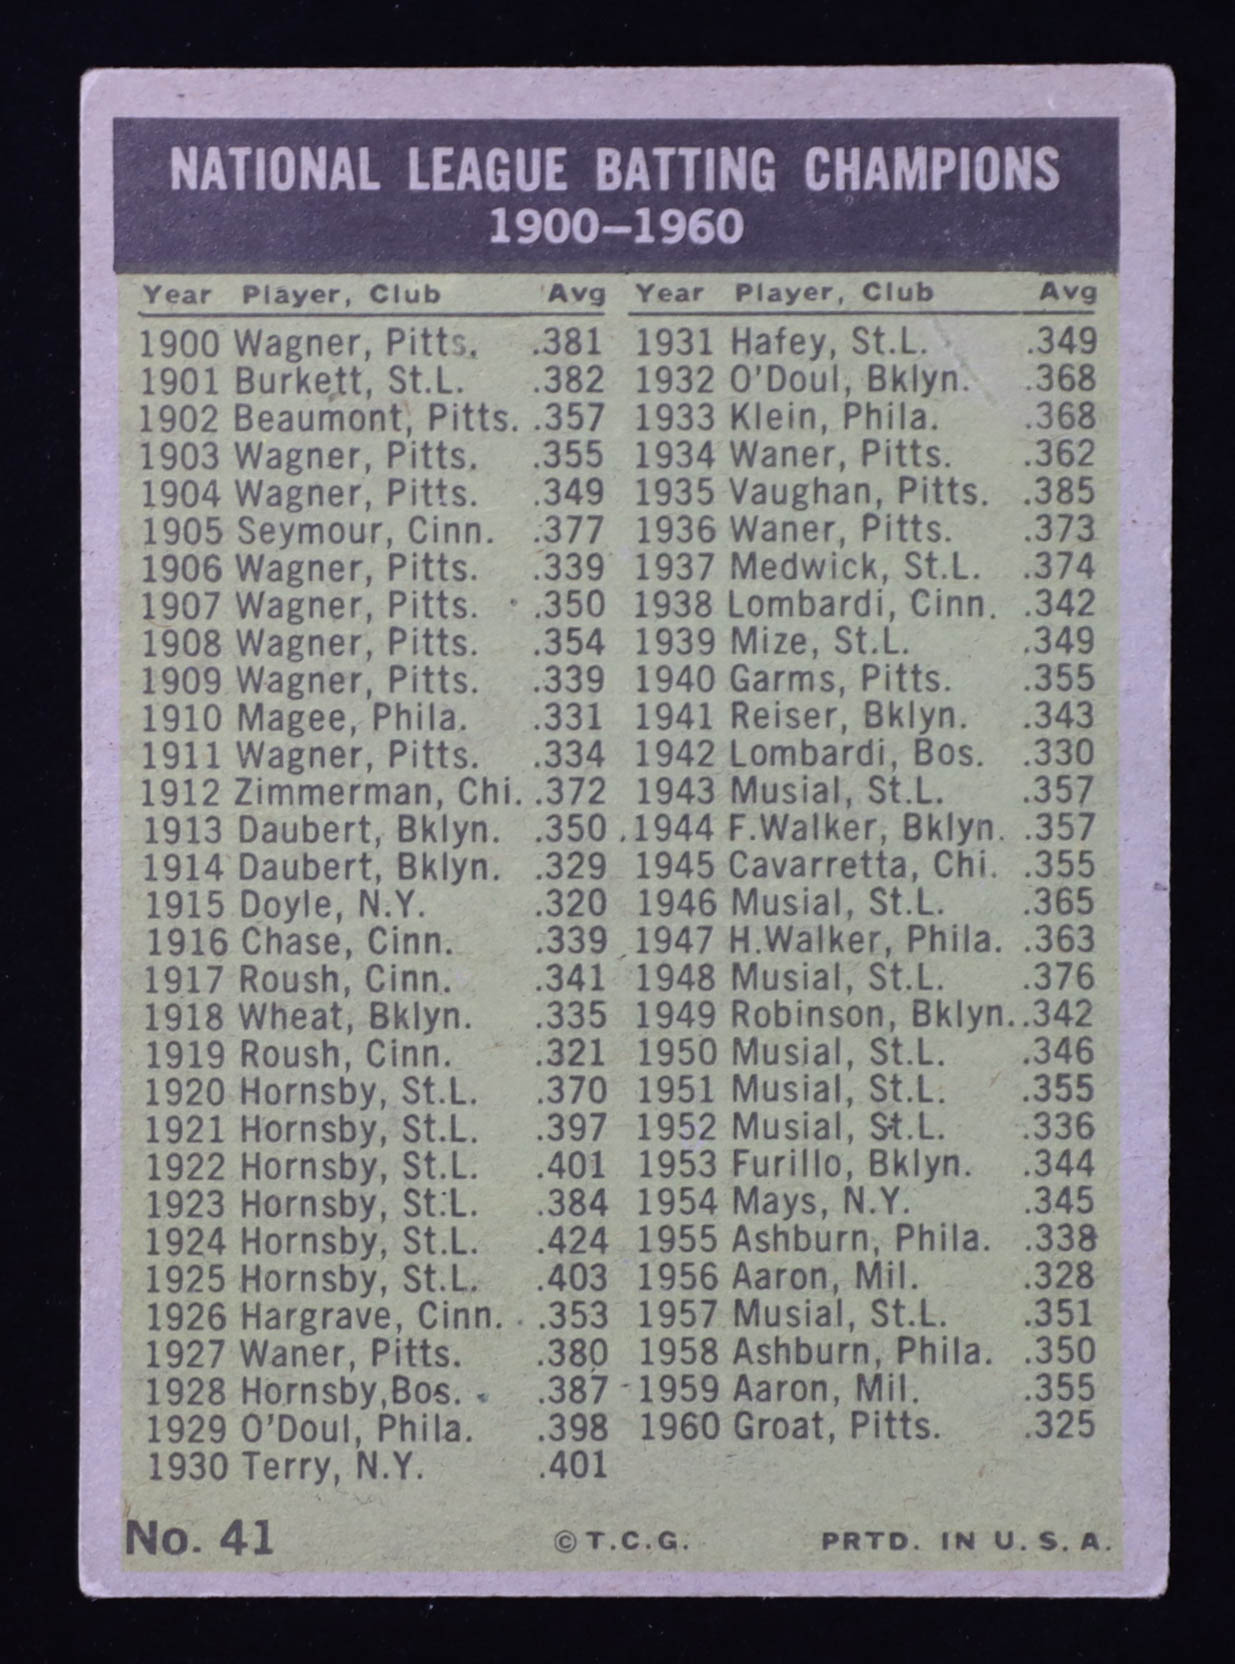 NATIONAL LEAGUE BATTING CHAMPIONS
1900–1960
Year Player, Club Avg
1900 Wagner, Pitts. .381
1901 Burkett, St.L. .382
1902 Beaumont, Pitts. .357
1903 Wagner, Pitts. .355
1904 Wagner, Pitts. .349
1905 Seymour, Cinn. .377
1906 Wagner, Pitts. .339
1907 Wagner, Pitts. .350
1908 Wagner, Pitts. .354
1909 Wagner, Pitts. .339
1910 Magee, Phila. .331
1911 Wagner, Pitts. .334
1912 Zimmerman, Chi. .372
1913 Daubert, Bklyn. .350
1914 Daubert, Bklyn. .329
1915 Doyle, N.Y. .320
1916 Chase, Cinn. .339
1917 Roush, Cinn. .341
1918 Wheat, Bklyn. .335
1919 Roush, Cinn. .321
1920 Hornsby, St.L. .370
1921 Hornsby, St.L. .397
1922 Hornsby, St.L. .401
1923 Hornsby, St.L. .384
1924 Hornsby, St.L. .424
1925 Hornsby, St.L. .403
1926 Hargrave, Cinn. .353
1927 Waner, Pitts. .380
1928 Hornsby,Bos. .387
1929 O'Doul, Phila. .398
1930 Terry, N.Y. .401
Year Player, Club Avg
1931 Hafey, St.L. .349
1932 O'Doul, Bklyn. .368
1933 Klein, Phila. .368
1934 Waner, Pitts. .362
1935 Vaughan, Pitts. .385
1936 Waner, Pitts. .373
1937 Medwick, St.L. .374
1938 Lombardi, Cinn. .342
1939 Mize, St.L. .349
1940 Garms, Pitts. .355
1941 Reiser, Bklyn. .343
1942 Lombardi, Bos. .330
1943 Musial, St.L. .357
1944 F.Walker, Bklyn. .357
1945 Cavarretta, Chi. .355
1946 Musial, St.L. .365
1947 H.Walker, Phila. .363
1948 Musial, St.L. .376
1949 Robinson, Bklyn. .342
1950 Musial, St.L. .346
1951 Musial, St.L. .355
1952 Musial, St.L. .336
1953 Furillo, Bklyn. .344
1954 Mays, N.Y. .345
1955 Ashburn, Phila. .338
1956 Aaron, Mil. .328
1957 Musial, St.L. .351
1958 Ashburn, Phila. .350
1959 Aaron, Mil. .355
1960 Groat, Pitts. .325
No. 41 © T.C.G. PRTD. IN U.S.A.